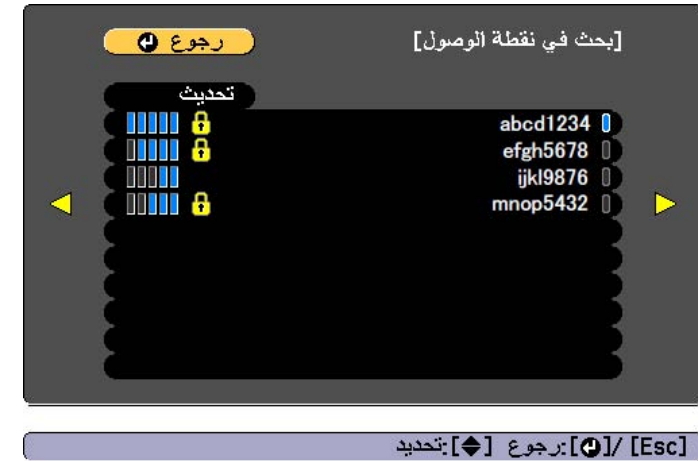 [بحث في نقطة الوصول]
رجوع
تحديث
abcd1234
efgh5678
ijkl9876
mnop5432
[Esc] /[⏎]:رجوع [◆]:تحديد